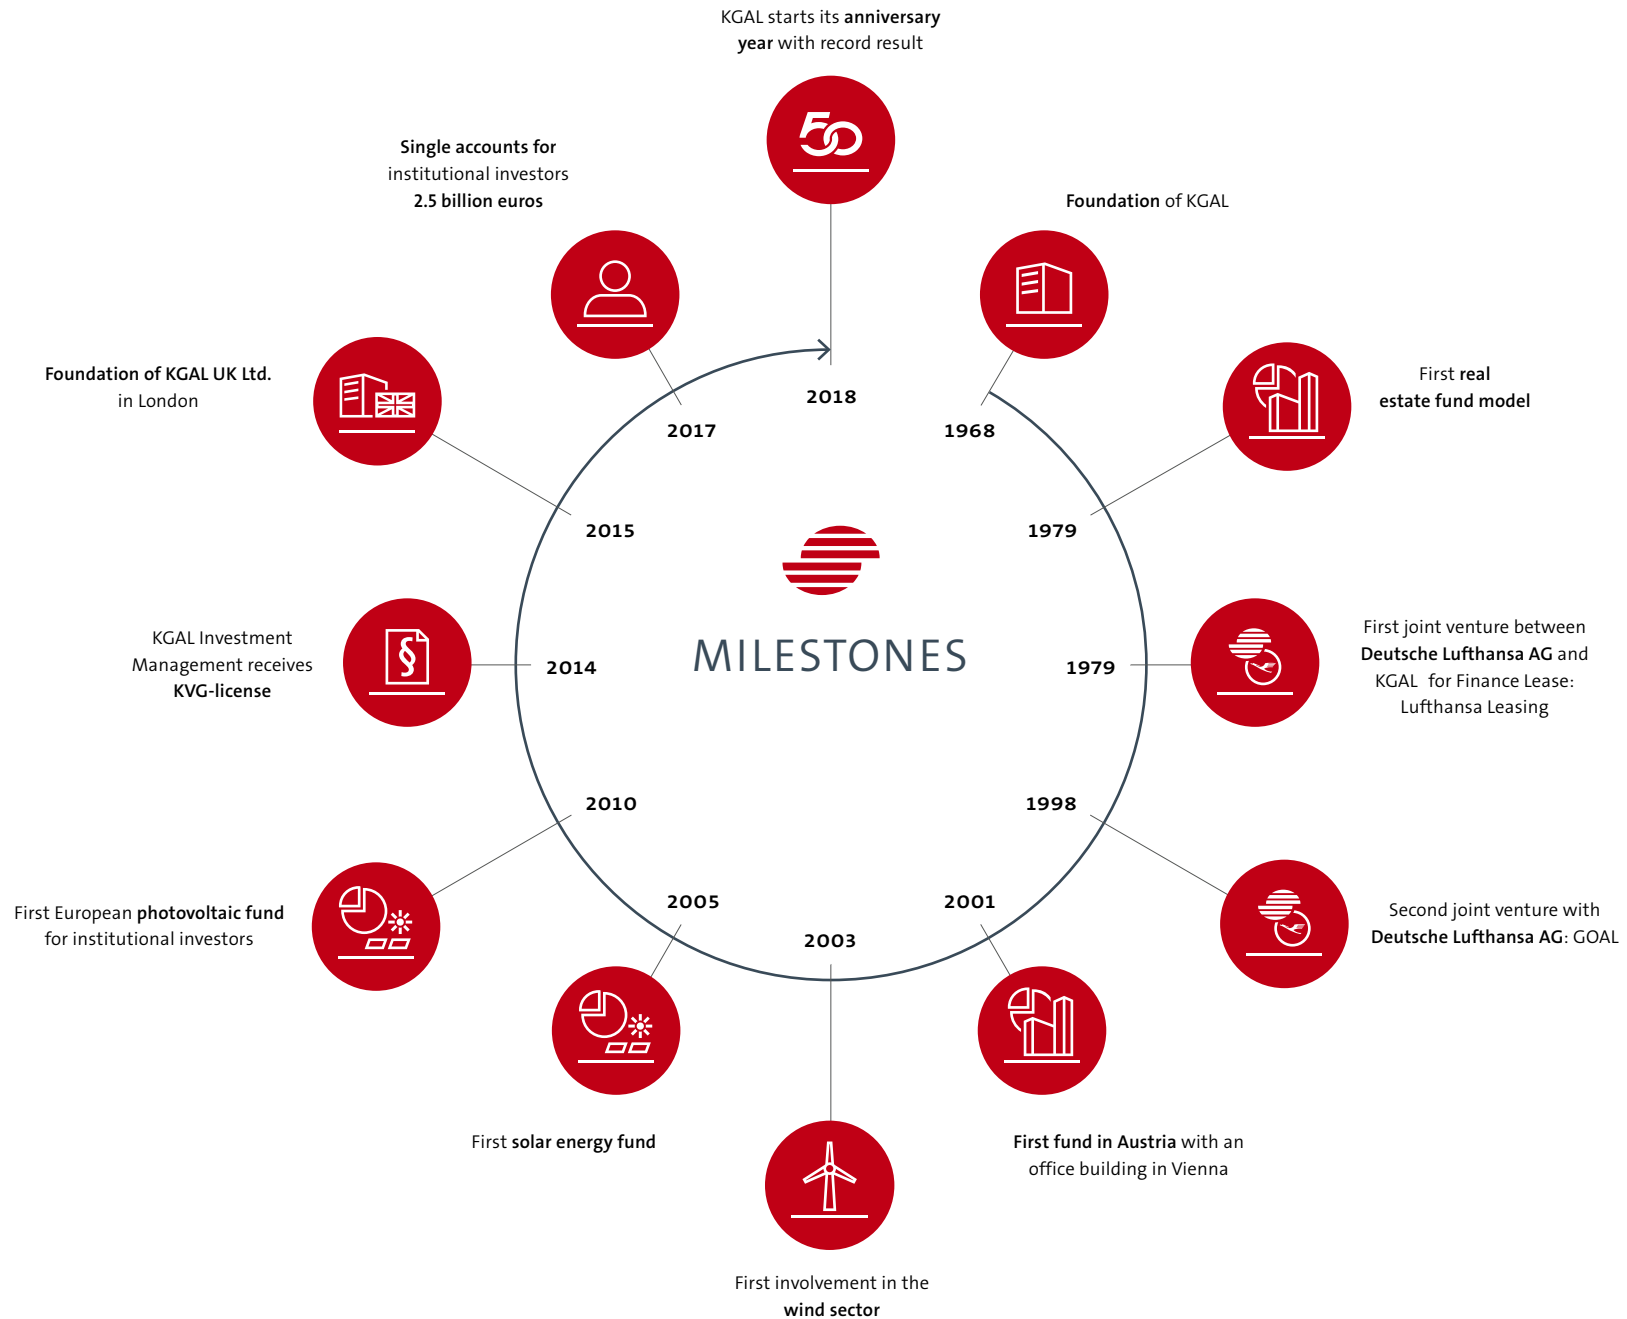 KGAL starts its anniversary
year with record result
50
2018
Foundation of KGAL
1968
First real
estate fund model
1979
First joint venture between
Deutsche Lufthansa AG and
KGAL for Finance Lease:
Lufthansa Leasing
1979
Second joint venture with
Deutsche Lufthansa AG: GOAL
1998
First fund in Austria with an
office building in Vienna
2001
First involvement in the
wind sector
2003
First solar energy fund
2005
First European photovoltaic fund
for institutional investors
2010
KGAL Investment
Management receives
KVG-license
§
2014
Foundation of KGAL UK Ltd.
in London
2015
Single accounts for
institutional investors
2.5 billion euros
2017
MILESTONES